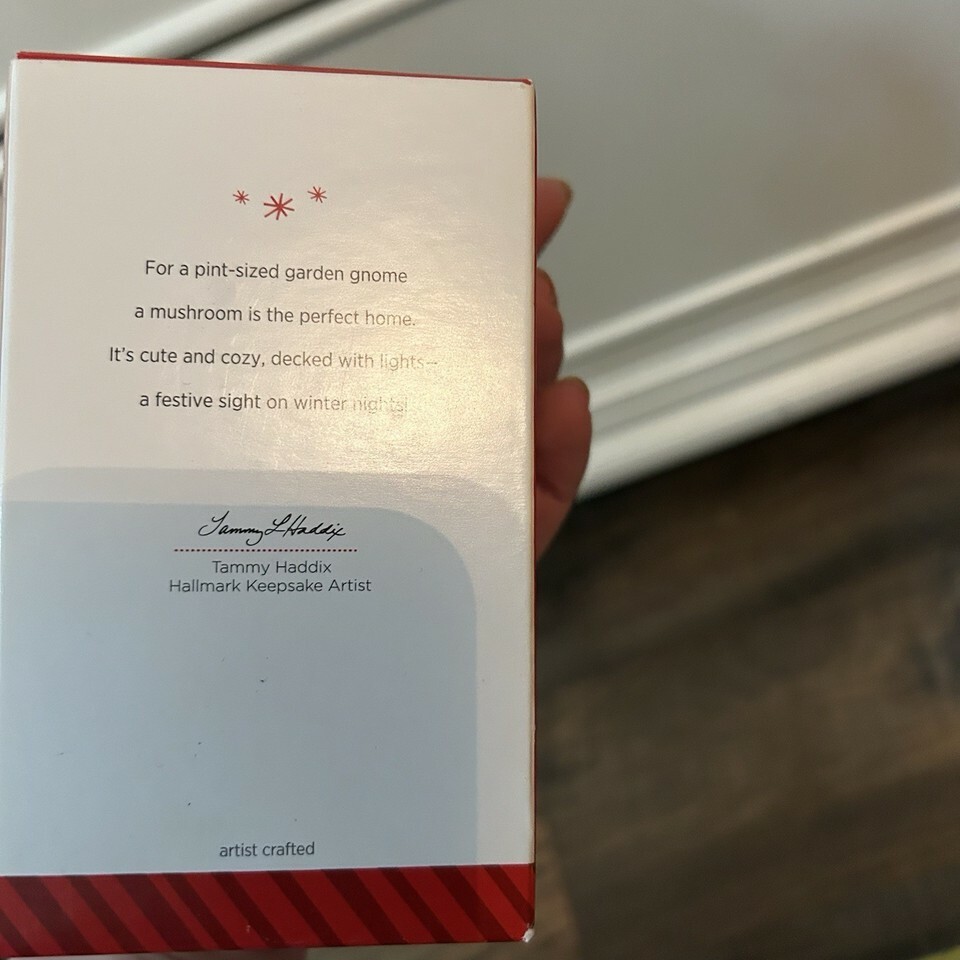 For a pint-sized garden gnome
a mushroom is the perfect home.
It's cute and cozy, decked with lights—
a festive sight on winter nights!
Tammy L Haddix
Tammy Haddix
Hallmark Keepsake Artist
artist crafted